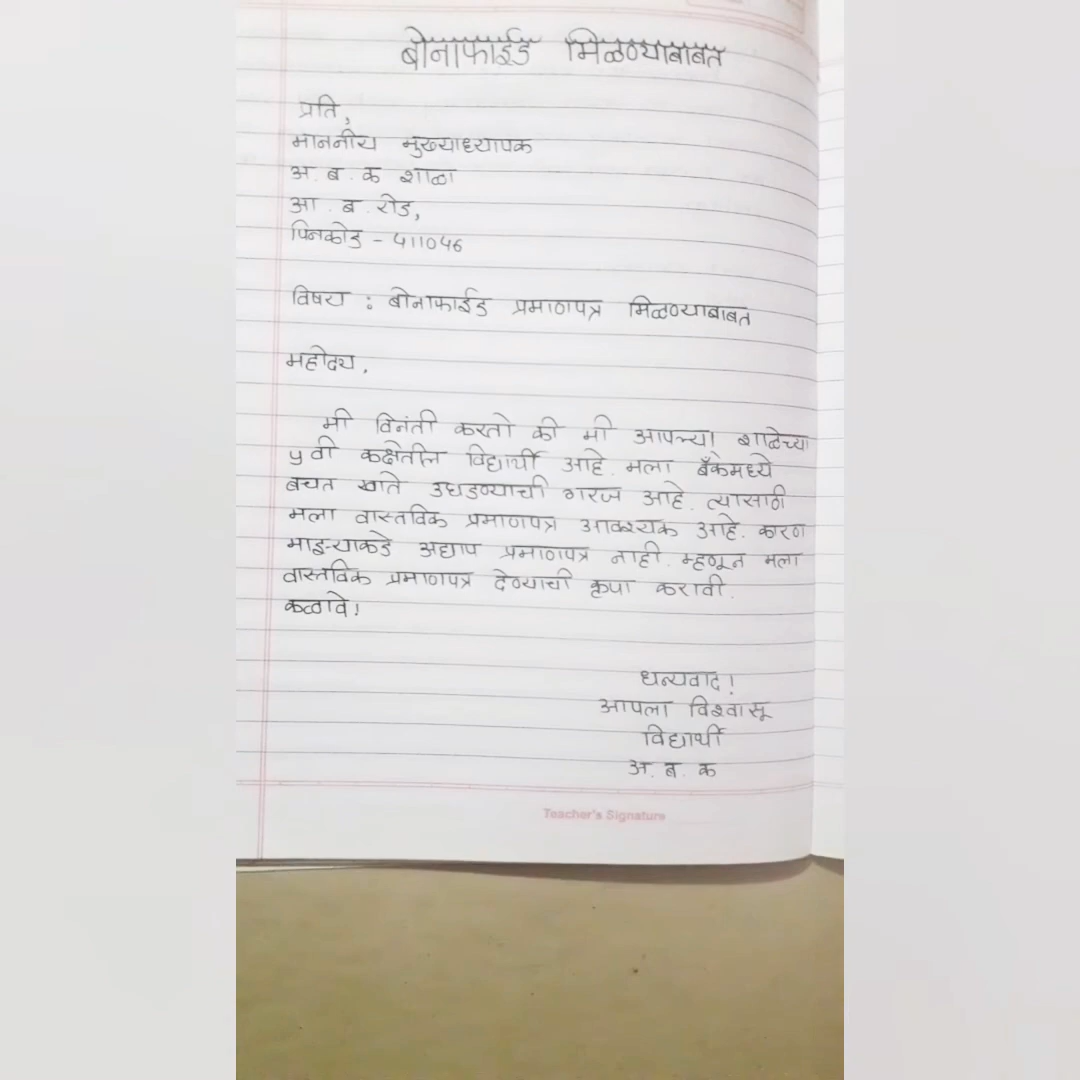 बोनाफाईड मिळण्याबाबत
प्रति,
माननीय मुख्याध्यापक
अ. ब. क शाळा
आ. ब. रोड,
पिनकोड - 411046
विषय : बोनाफाईड प्रमाणपत्र मिळण्याबाबत
महोदय,
मी विनंती करतो की मी आपल्या शाळेच्या
५ वी कक्षेतील विद्यार्थी आहे. मला बँकेमध्ये
बचत खाते उघडण्याची गरज आहे. त्यासाठी
मला वास्तविक प्रमाणपत्र आवश्यक आहे. कारण
माझ्याकडे अद्याप प्रमाणपत्र नाही. म्हणून मला
वास्तविक प्रमाणपत्र देण्याची कृपा करावी.
कळावे!
धन्यवाद!
आपला विश्वासू
विद्यार्थी
अ. ब. क
Teacher's Signature